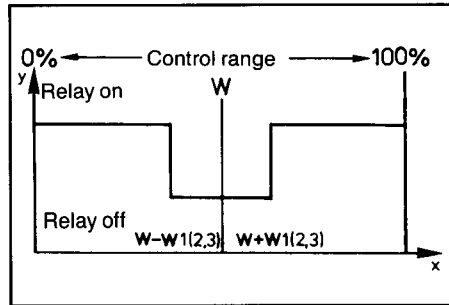 0% Control range 100%
y Relay on W
Relay off
W-W1(2,3) W+W1(2,3)
x